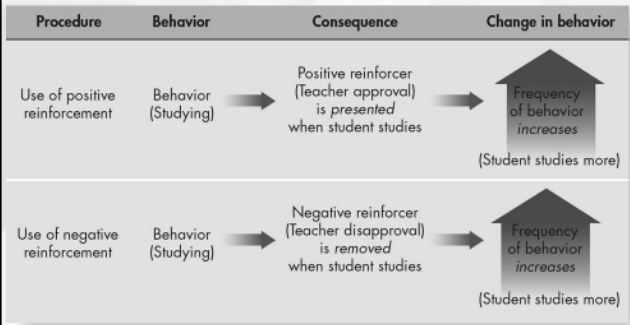 Procedure Behavior Consequence Change in behavior
Use of positive
reinforcement
Behavior
(Studying)
Positive reinforcer
(Teacher approval)
is presented
when student studies
Frequency
of behavior
increases
(Student studies more)
Use of negative
reinforcement
Behavior
(Studying)
Negative reinforcer
(Teacher disapproval)
is removed
when student studies
Frequency
of behavior
increases
(Student studies more)